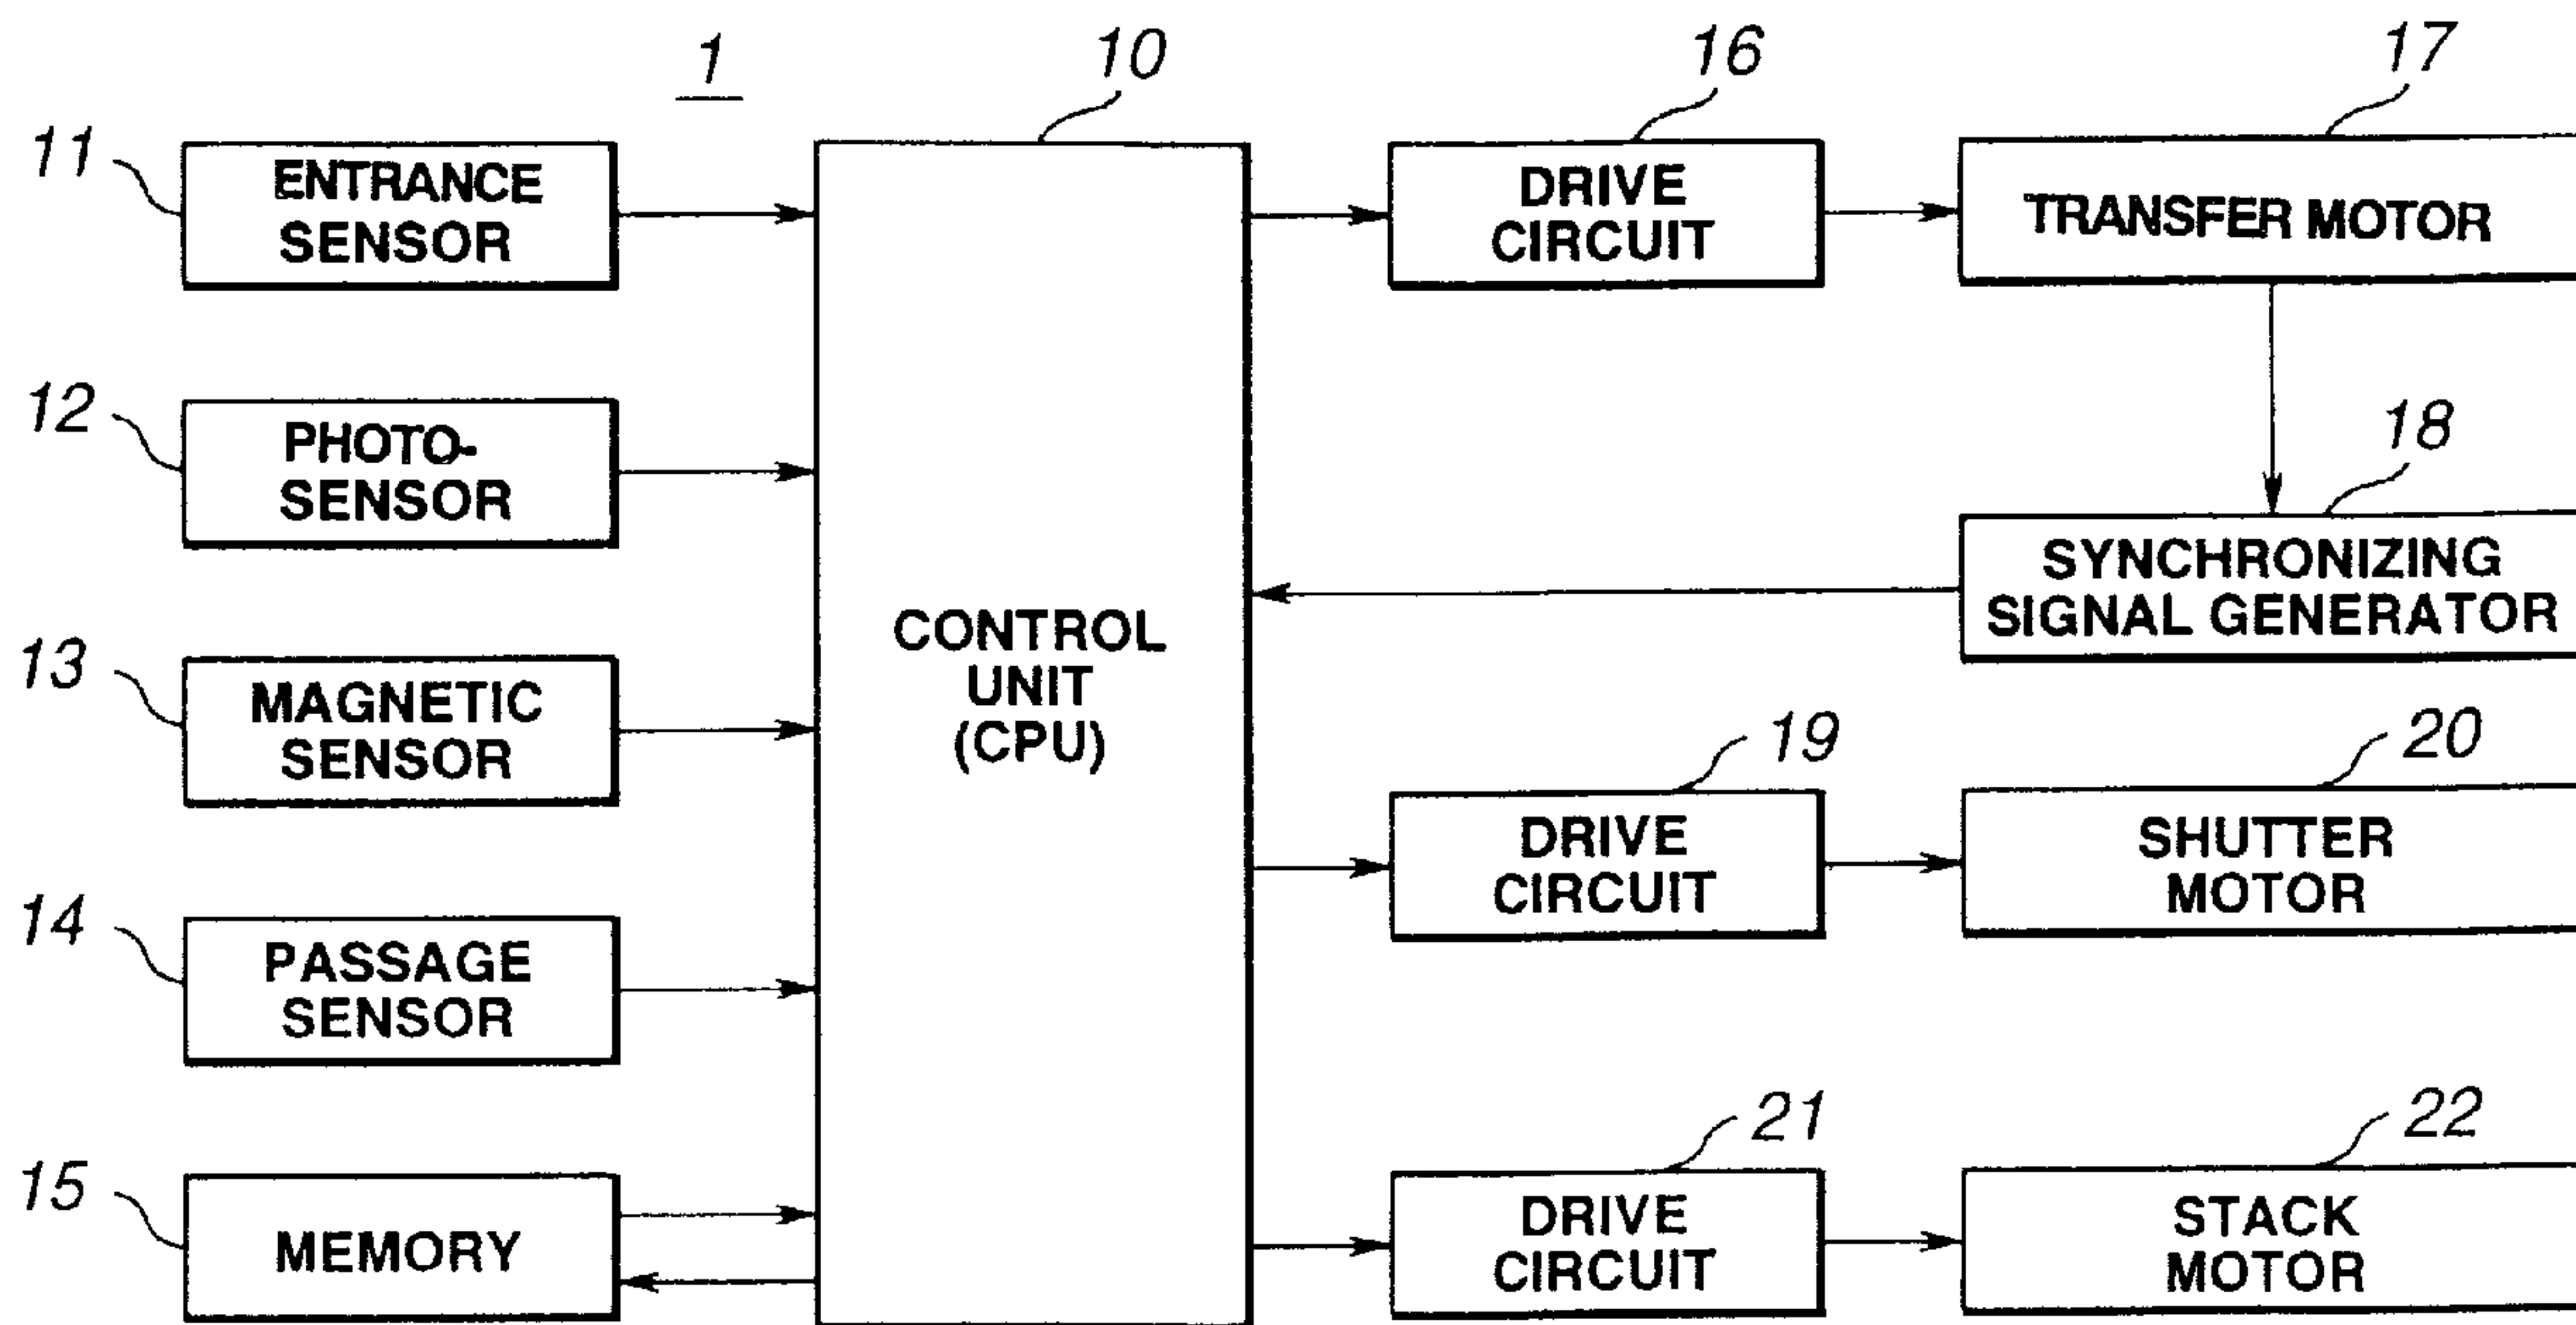 1
10
16
17
11
ENTRANCE
SENSOR
DRIVE
CIRCUIT
TRANSFER MOTOR
12
PHOTO-
SENSOR
18
SYNCHRONIZING
SIGNAL GENERATOR
13
MAGNETIC
SENSOR
CONTROL
UNIT
(CPU)
19
DRIVE
CIRCUIT
20
SHUTTER
MOTOR
14
PASSAGE
SENSOR
15
MEMORY
21
DRIVE
CIRCUIT
22
STACK
MOTOR